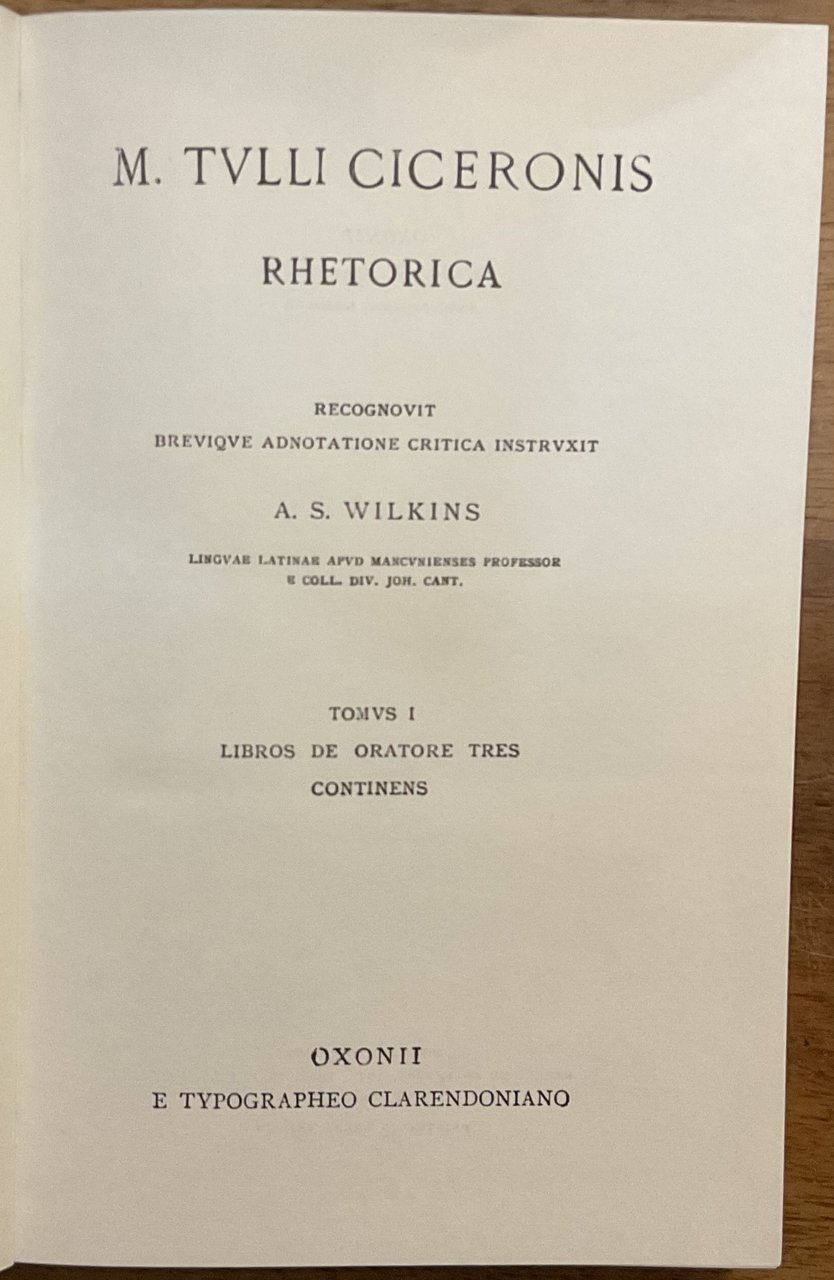 M. TVLLI CICERONIS
RHETORICA
RECOGNOVIT
BREVIQVE ADNOTATIONE CRITICA INSTRVXIT
A. S. WILKINS
LINGVAE LATINAE APVD MANCVNIENSES PROFESSOR
E COLL. DIV. JOH. CANT.
TOMVS I
LIBROS DE ORATORE TRES
CONTINENS
OXONII
E TYPOGRAPHEO CLARENDONIANO